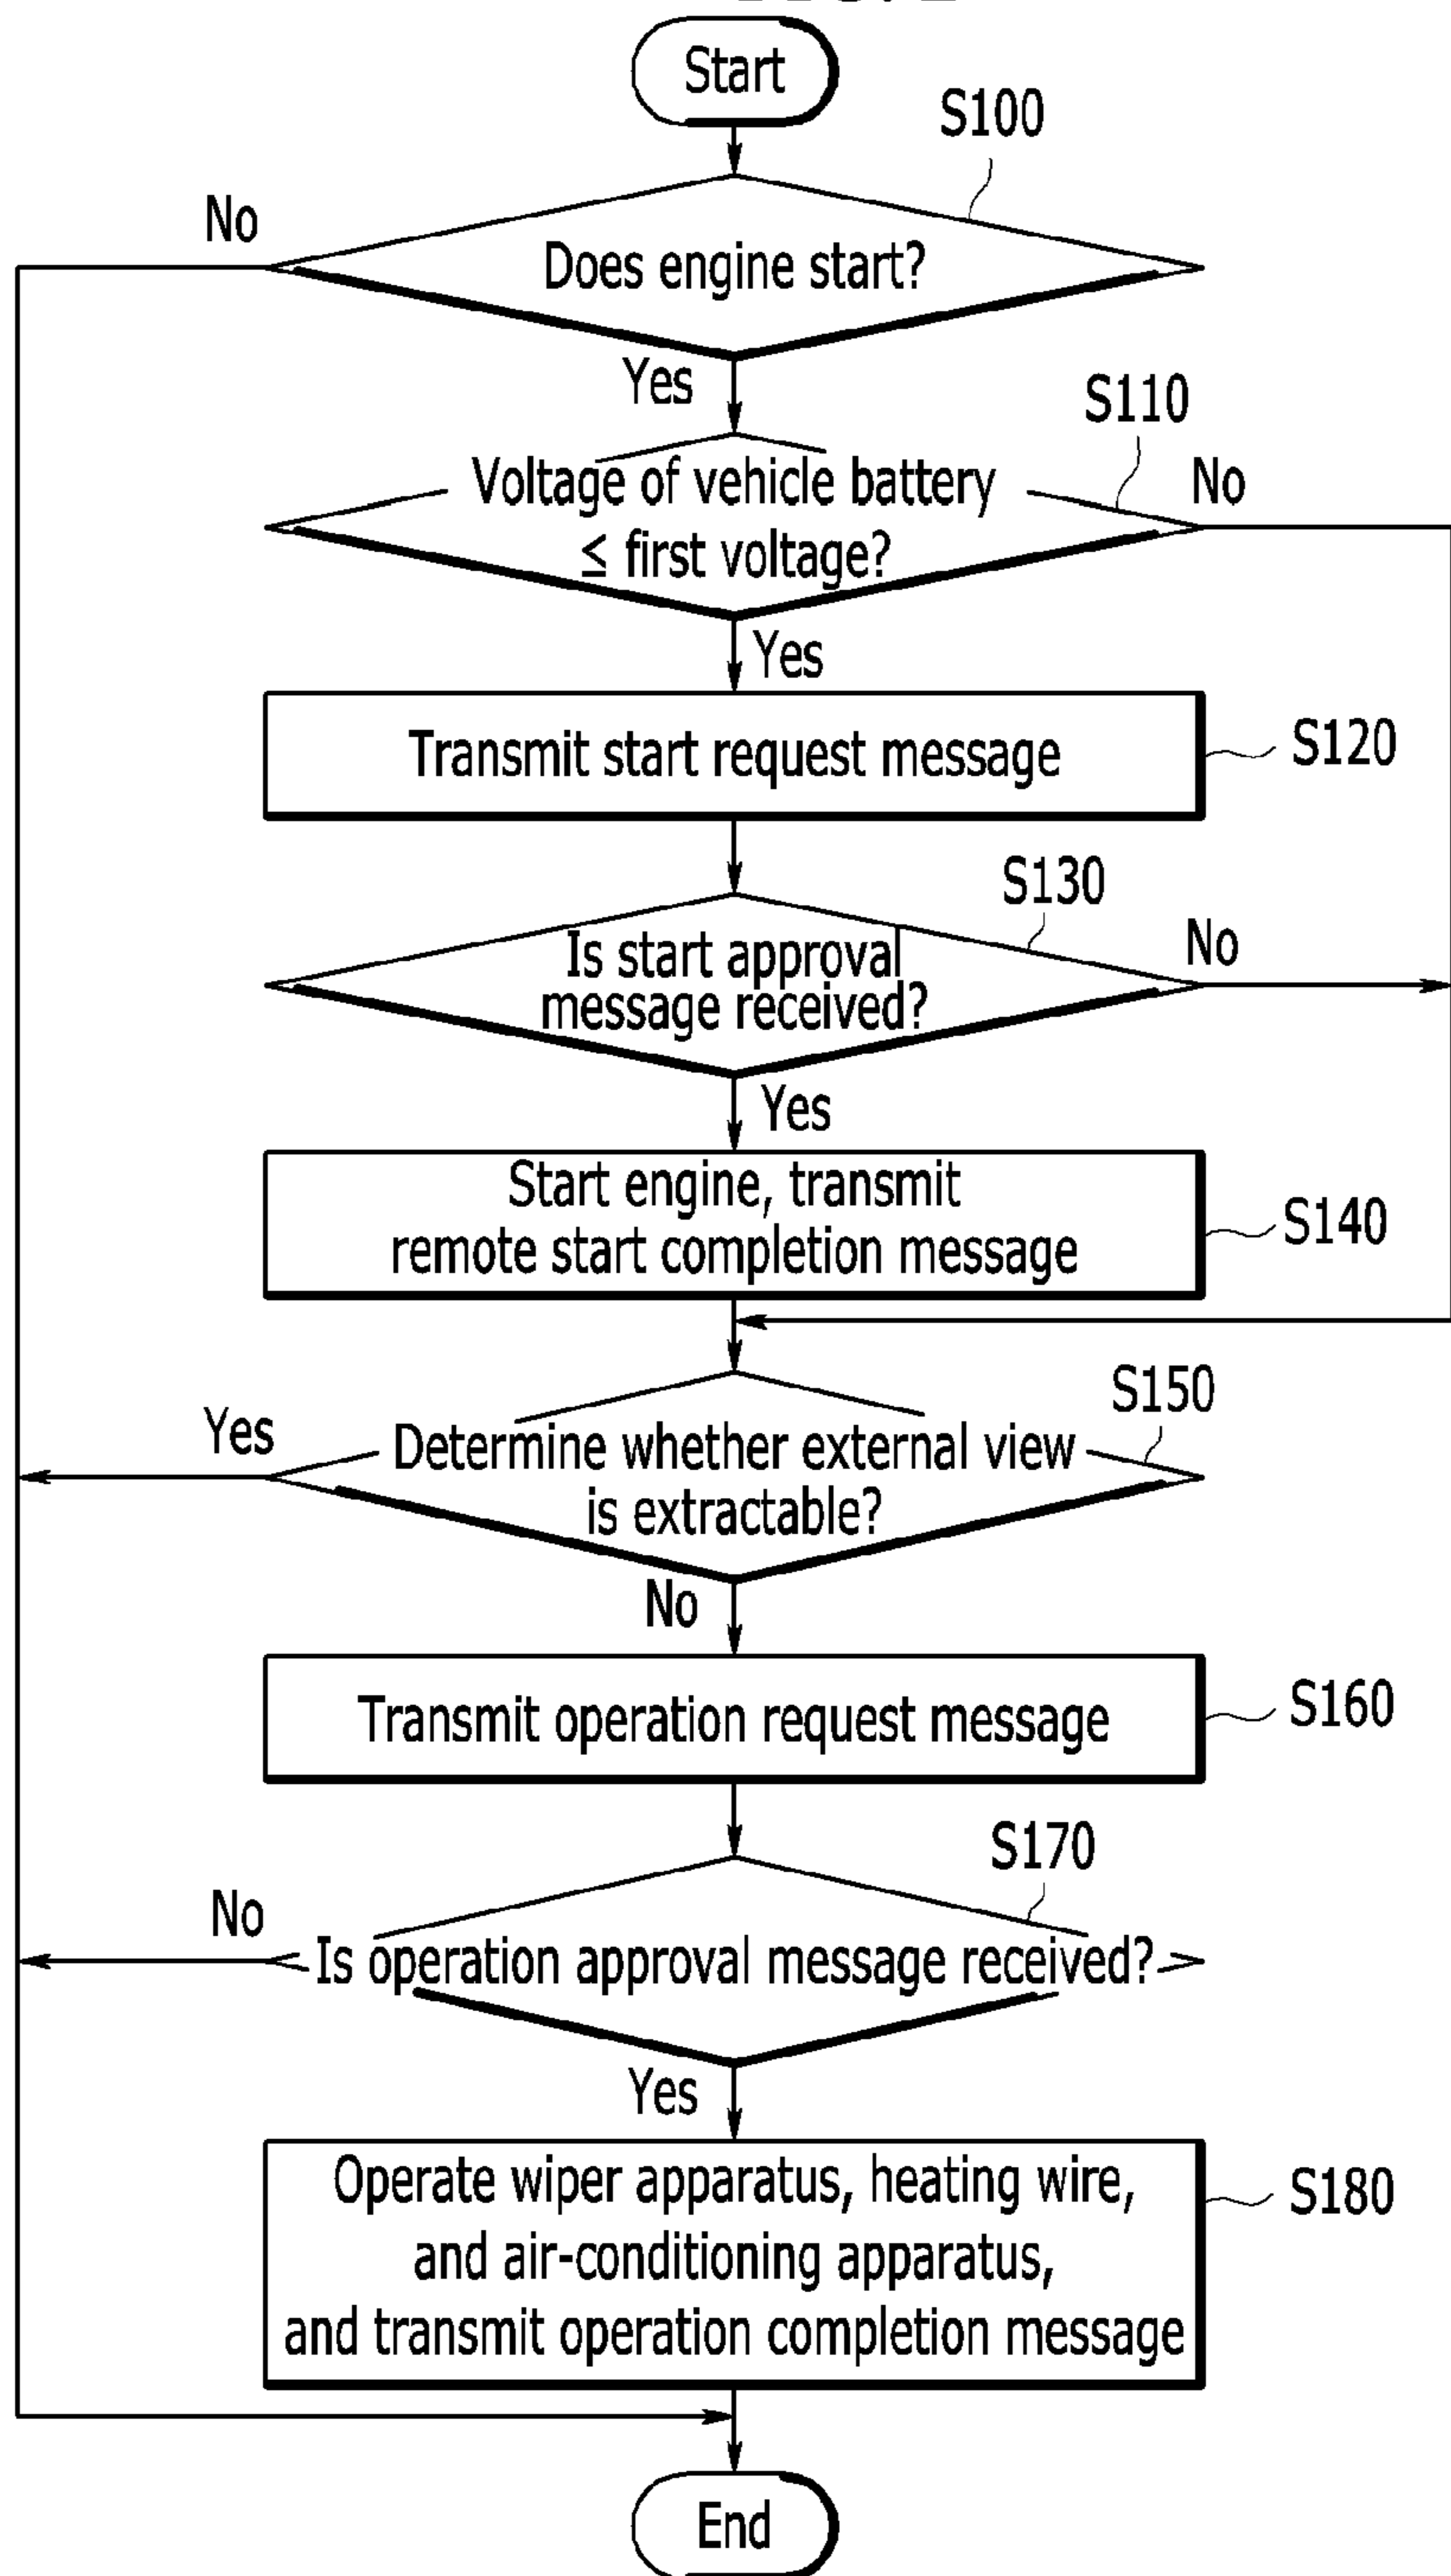 Start
S100
No
Does engine start?
Yes
S110
Voltage of vehicle battery
≤ first voltage?
No
Yes
Transmit start request message
S120
S130
Is start approval
message received?
No
Yes
Start engine, transmit
remote start completion message
S140
S150
Yes
Determine whether external view
is extractable?
No
Transmit operation request message
S160
S170
No
Is operation approval message received?
Yes
Operate wiper apparatus, heating wire,
and air-conditioning apparatus,
and transmit operation completion message
S180
End